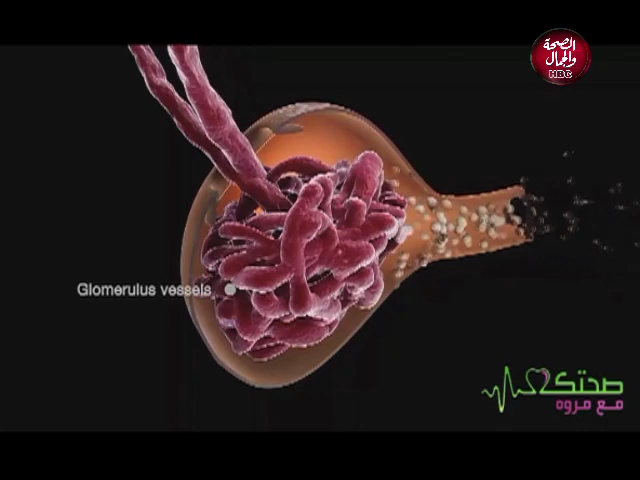 الصحة
والجمال
HBC
Glomerulus vessels
صحتك
مع مروه